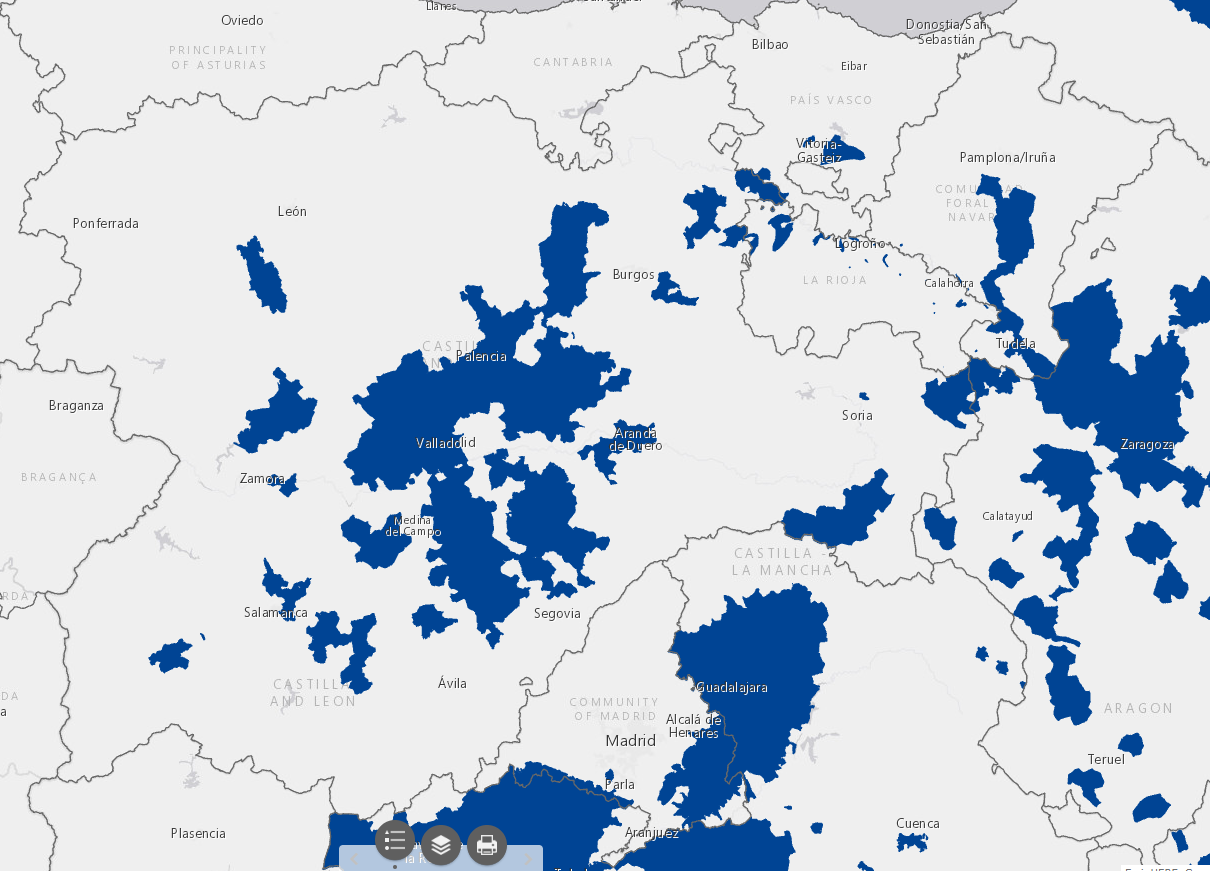 Llanes
Oviedo
Donostia/San
Sebastián
Bilbao
PRINCIPALITY
OF ASTURIAS
CANTABRIA
Eibar
PAÍS VASCO
Vitoria-
Gasteiz
Pamplona/Iruña
FORAL
León
Ponferrada
Logroño
Burgos
LA RIOJA
Calahorra
Tudela
Palencia
Braganza
Soria
Aranda
de Duero
Valladolid
Zaragoza
BRAGANÇA
Zamora
Medina
del Campo
Calatayud
CASTILLA -
LA MANCHA
Salamanca
Segovia
Ávila
CASTILLA
AND LEON
Guadalajara
COMMUNITY
OF MADRID
ARAGON
Alcalá de
Henares
Madrid
Teruel
Parla
Plasencia
Aranjuez
Cuenca